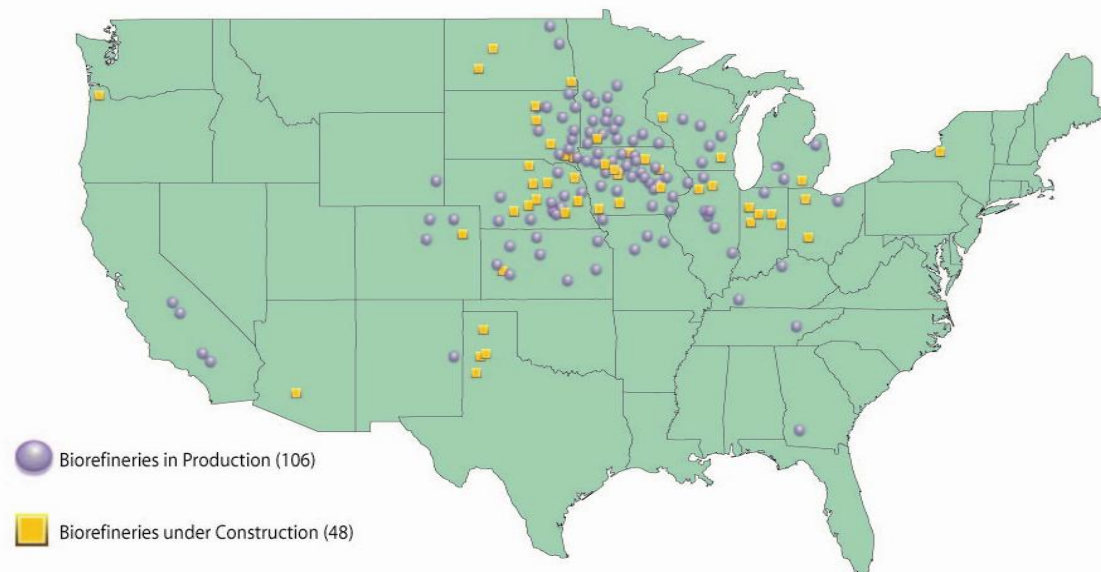 Biorefineries in Production (106)
Biorefineries under Construction (48)